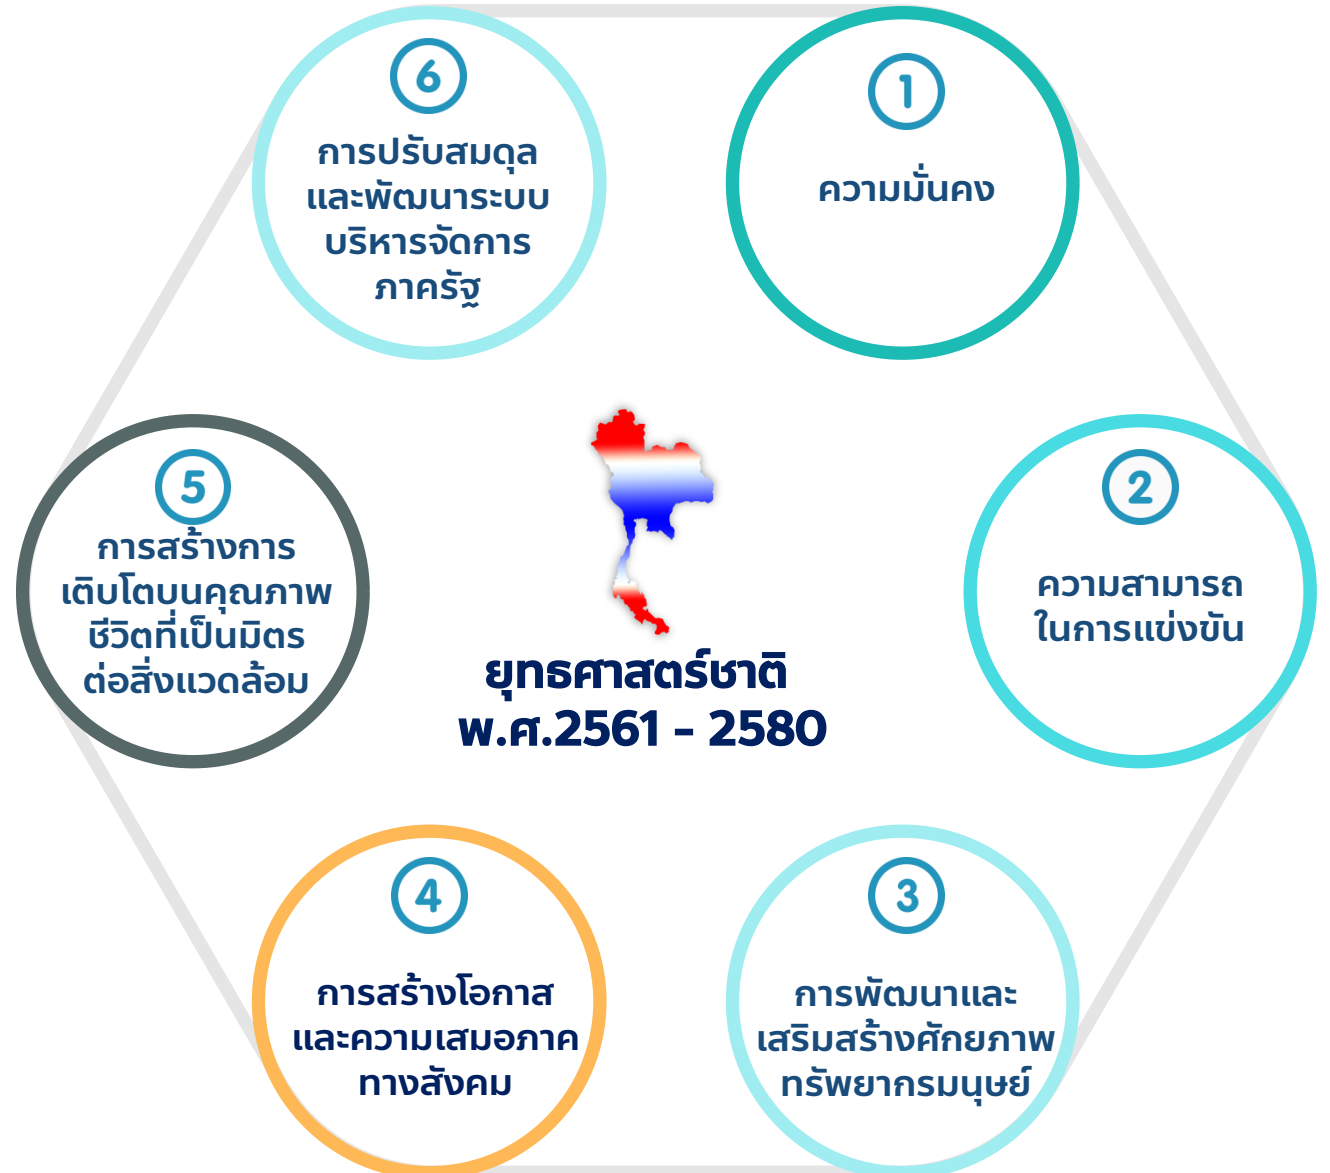 1
ความมั่นคง
2
ความสามารถ
ในการแข่งขัน
3
การพัฒนาและ
เสริมสร้างศักยภาพ
ทรัพยากรมนุษย์
4
การสร้างโอกาส
และความเสมอภาค
ทางสังคม
5
การสร้างการ
เติบโตบนคุณภาพ
ชีวิตที่เป็นมิตร
ต่อสิ่งแวดล้อม
6
การปรับสมดุล
และพัฒนาระบบ
บริหารจัดการ
ภาครัฐ
ยุทธศาสตร์ชาติ
พ.ศ.2561 - 2580